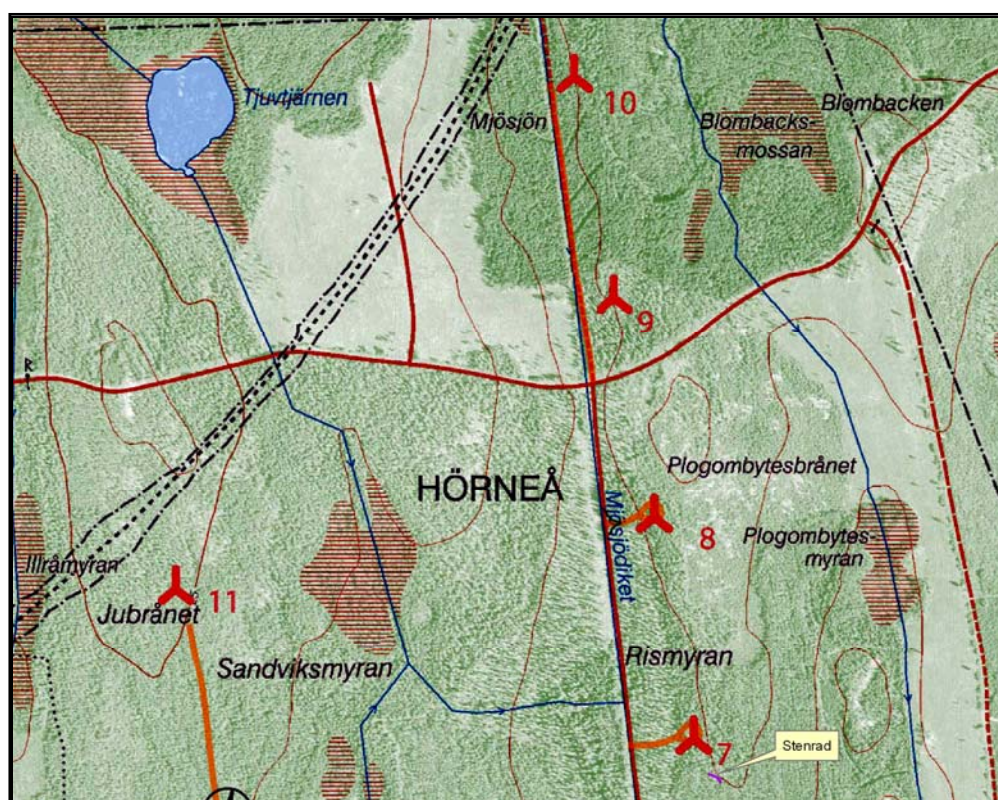 Tjuvtjärnen
Mjösjön
10
Blombacken
Blombacks-
mossan
9
HÖRNEÅ
Plogombytesbrånet
Mjösjödiket
8
Plogombytes-
myran
Illråmyran
Jubrånet
11
Sandviksmyran
Rismyran
7
Stenrad